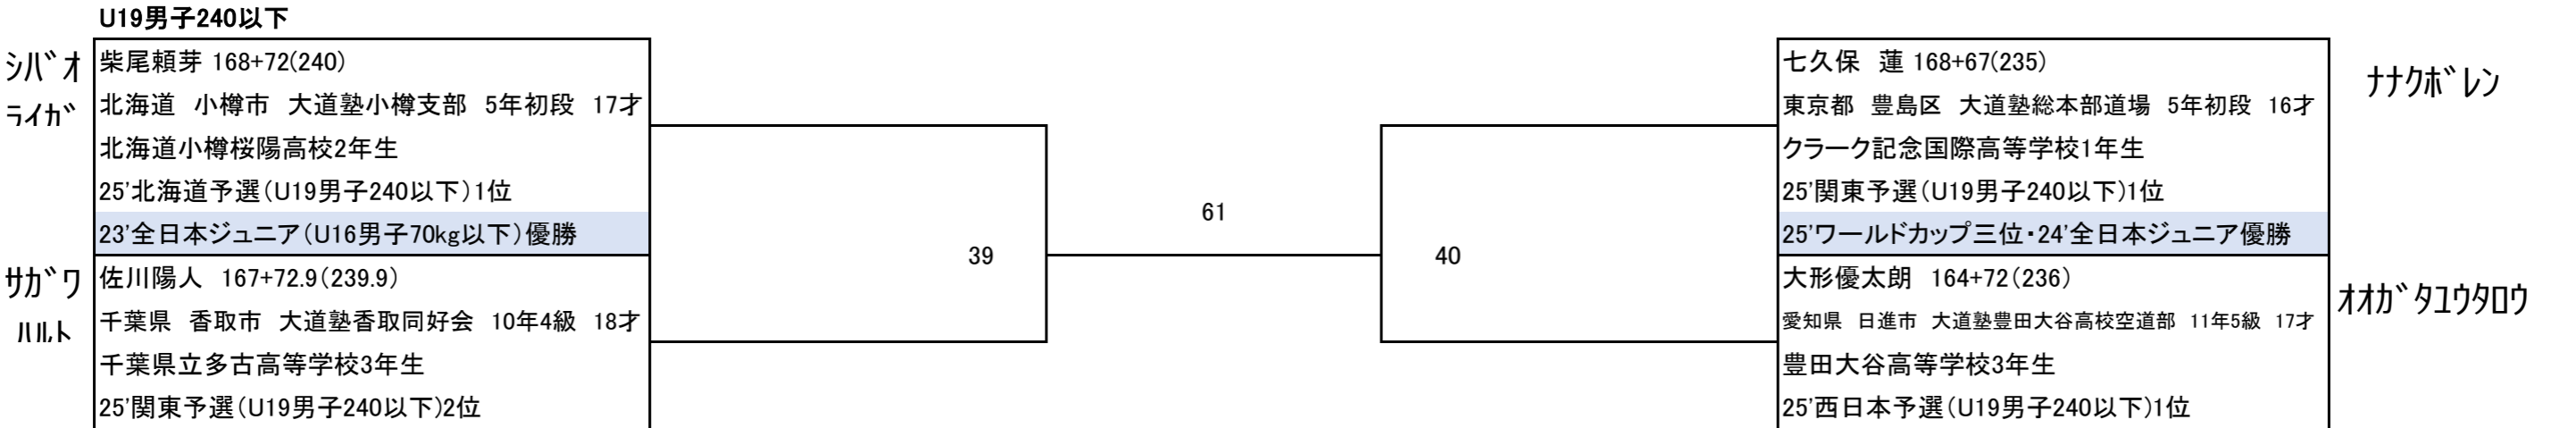 U19男子240以下
ｼﾊﾞｵ
ﾗｲｶﾞ
柴尾頼芽 168+72(240)
北海道　小樽市　大道塾小樽支部　5年初段　17才
北海道小樽桜陽高校2年生
25'北海道予選（U19男子240以下）1位
23'全日本ジュニア（U16男子70kg以下）優勝
ｻｶﾞﾜ
ﾊﾙﾄ
佐川陽人　167+72.9（239.9）
千葉県　香取市　大道塾香取同好会　10年4級　18才
千葉県立多古高等学校3年生
25'関東予選（U19男子240以下)2位
39
61
40
七久保　蓮 168+67(235)
東京都　豊島区　大道塾総本部道場　5年初段　16才
クラーク記念国際高等学校1年生
25'関東予選（U19男子240以下)1位
25'ワールドカップ三位・24'全日本ジュニア優勝
ﾅﾅｸﾎﾞﾚﾝ
大形優太朗　164+72（236）
愛知県　日進市　大道塾豊田大谷高校空道部　11年5級　17才
豊田大谷高等学校3年生
25'西日本予選（U19男子240以下)1位
ｵｵｶﾞﾀﾕｳﾀﾛｳ